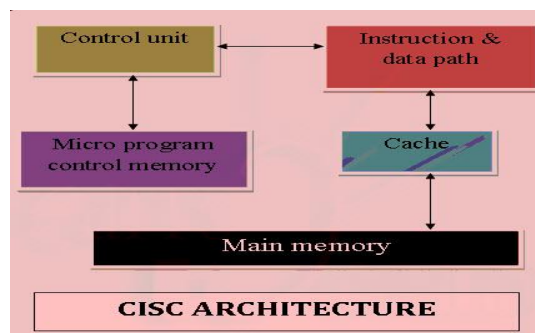 Control unit
Instruction &
data path
Micro program
control memory
Cache
Main memory
CISC ARCHITECTURE